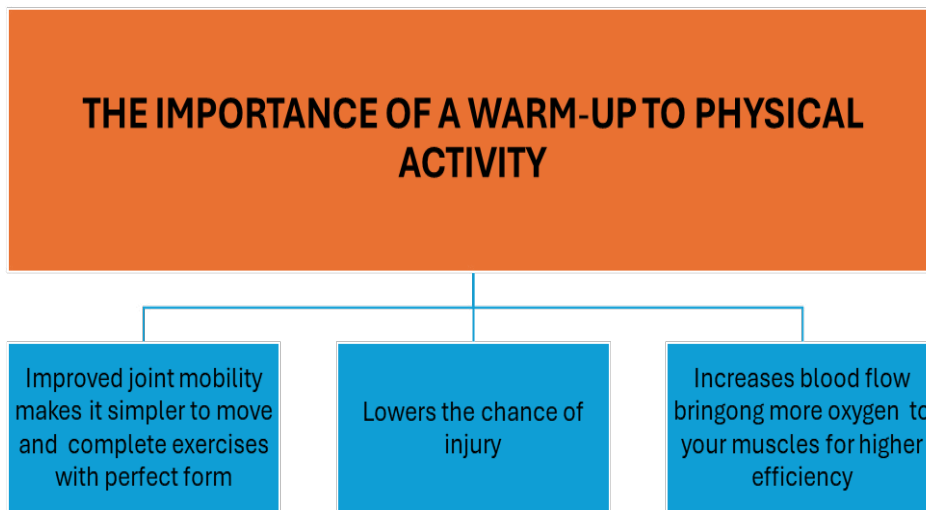 THE IMPORTANCE OF A WARM-UP TO PHYSICAL
ACTIVITY
Improved joint mobility
makes it simpler to move
and complete exercises
with perfect form
Lowers the chance of
injury
Increases blood flow
bringong more oxygen to
your muscles for higher
efficiency